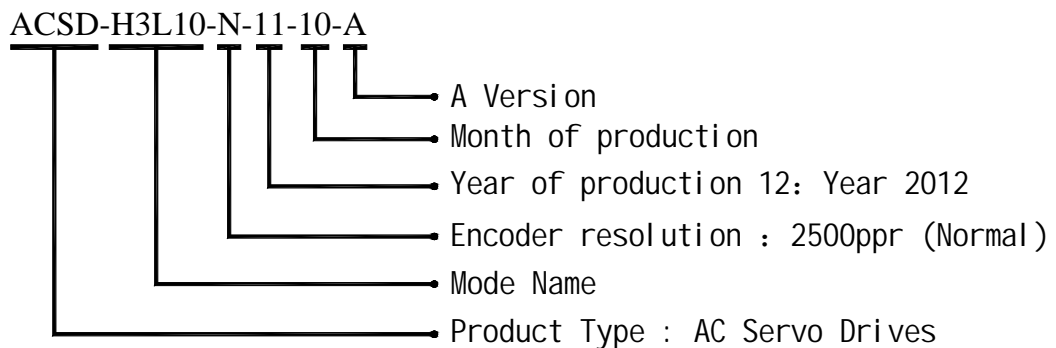 ACSD-H3L10-N-11-10-A
A Version
Month of production
Year of production 12: Year 2012
Encoder resolution : 2500ppr (Normal)
Mode Name
Product Type : AC Servo Drives